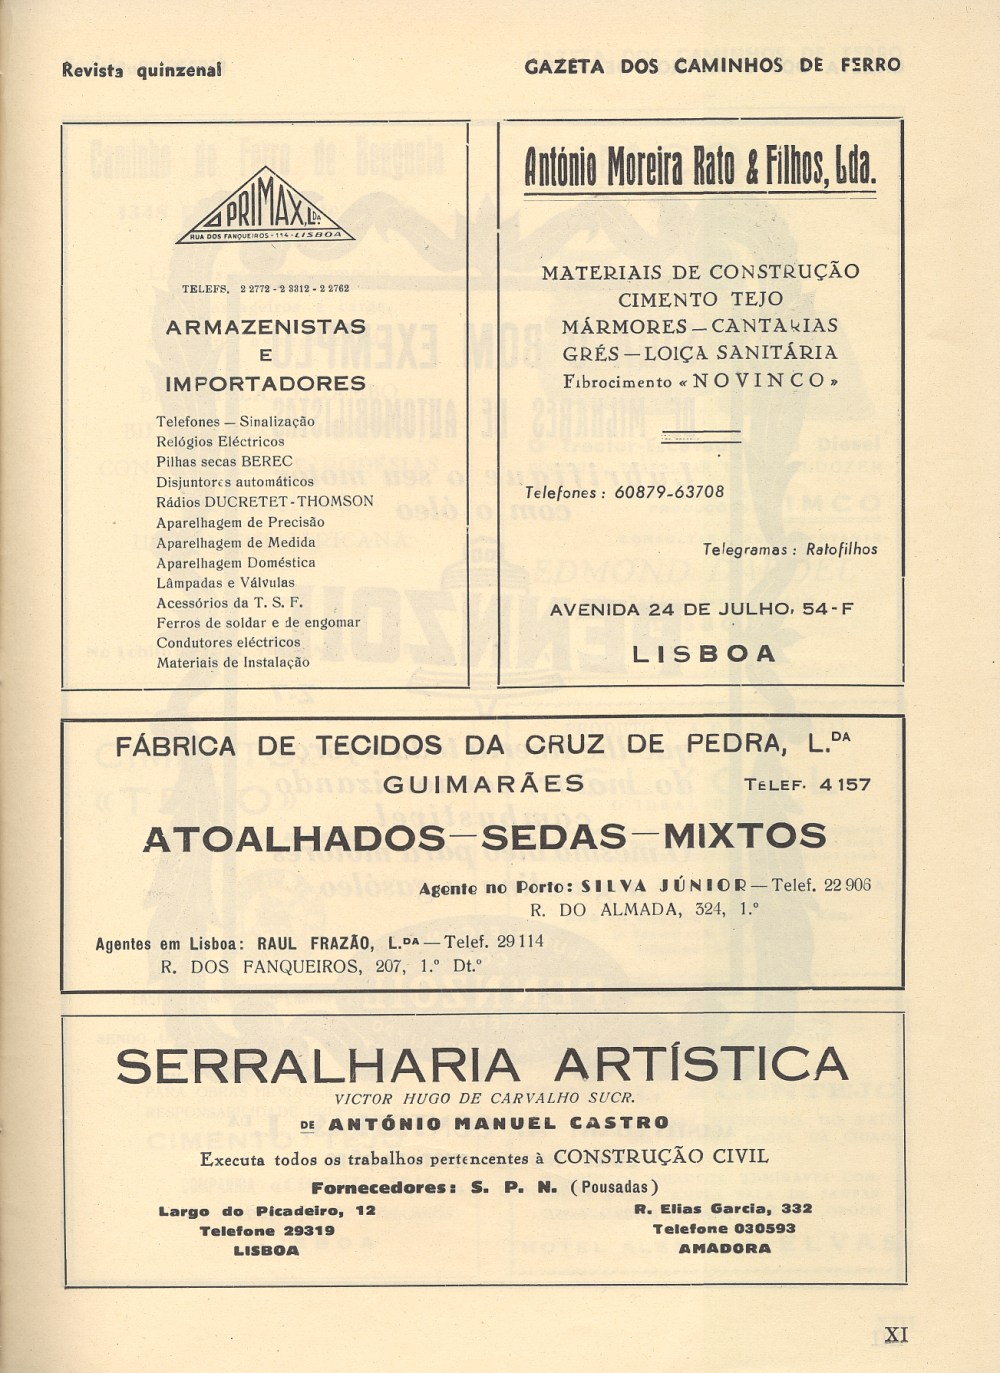 Revista quinzenal
GAZETA DOS CAMINHOS DE FERRO
PRIMAX, L.DA
RUA DOS FANQUEIROS - 114 - LISBOA
TELEFS. 2 2772 - 2 3312 - 2 2762
ARMAZENISTAS
E
IMPORTADORES
Telefones — Sinalização
Relógios Eléctricos
Pilhas secas BEREC
Disjuntores automáticos
Rádios DUCRETET - THOMSON
Aparelhagem de Precisão
Aparelhagem de Medida
Aparelhagem Doméstica
Lâmpadas e Válvulas
Acessórios da T. S. F.
Ferros de soldar e de engomar
Condutores eléctricos
Materiais de Instalação
António Moreira Rato & Filhos, Lda.
MATERIAIS DE CONSTRUÇÃO
CIMENTO TEJO
MÁRMORES — CANTARIAS
GRÉS — LOIÇA SANITÁRIA
Fibrocimento « NOVINCO »
Telefones : 60879-63708
Telegramas : Ratofilhos
AVENIDA 24 DE JULHO, 54-F
LISBOA
FÁBRICA DE TECIDOS DA CRUZ DE PEDRA, L.DA
GUIMARÃES TELEF. 4157
ATOALHADOS — SEDAS — MIXTOS
Agente no Porto: SILVA JÚNIOR — Telef. 22 906
R. DO ALMADA, 324, 1.º
Agentes em Lisboa: RAUL FRAZÃO, L.DA — Telef. 29 114
R. DOS FANQUEIROS, 207, 1.º Dt.º
SERRALHARIA ARTÍSTICA
VICTOR HUGO DE CARVALHO SUCR.
DE ANTÓNIO MANUEL CASTRO
Executa todos os trabalhos pertencentes à CONSTRUÇÃO CIVIL
Fornecedores: S. P. N. (Pousadas)
Largo do Picadeiro, 12
Telefone 29319
LISBOA
R. Elias Garcia, 332
Telefone 030593
AMADORA
XI